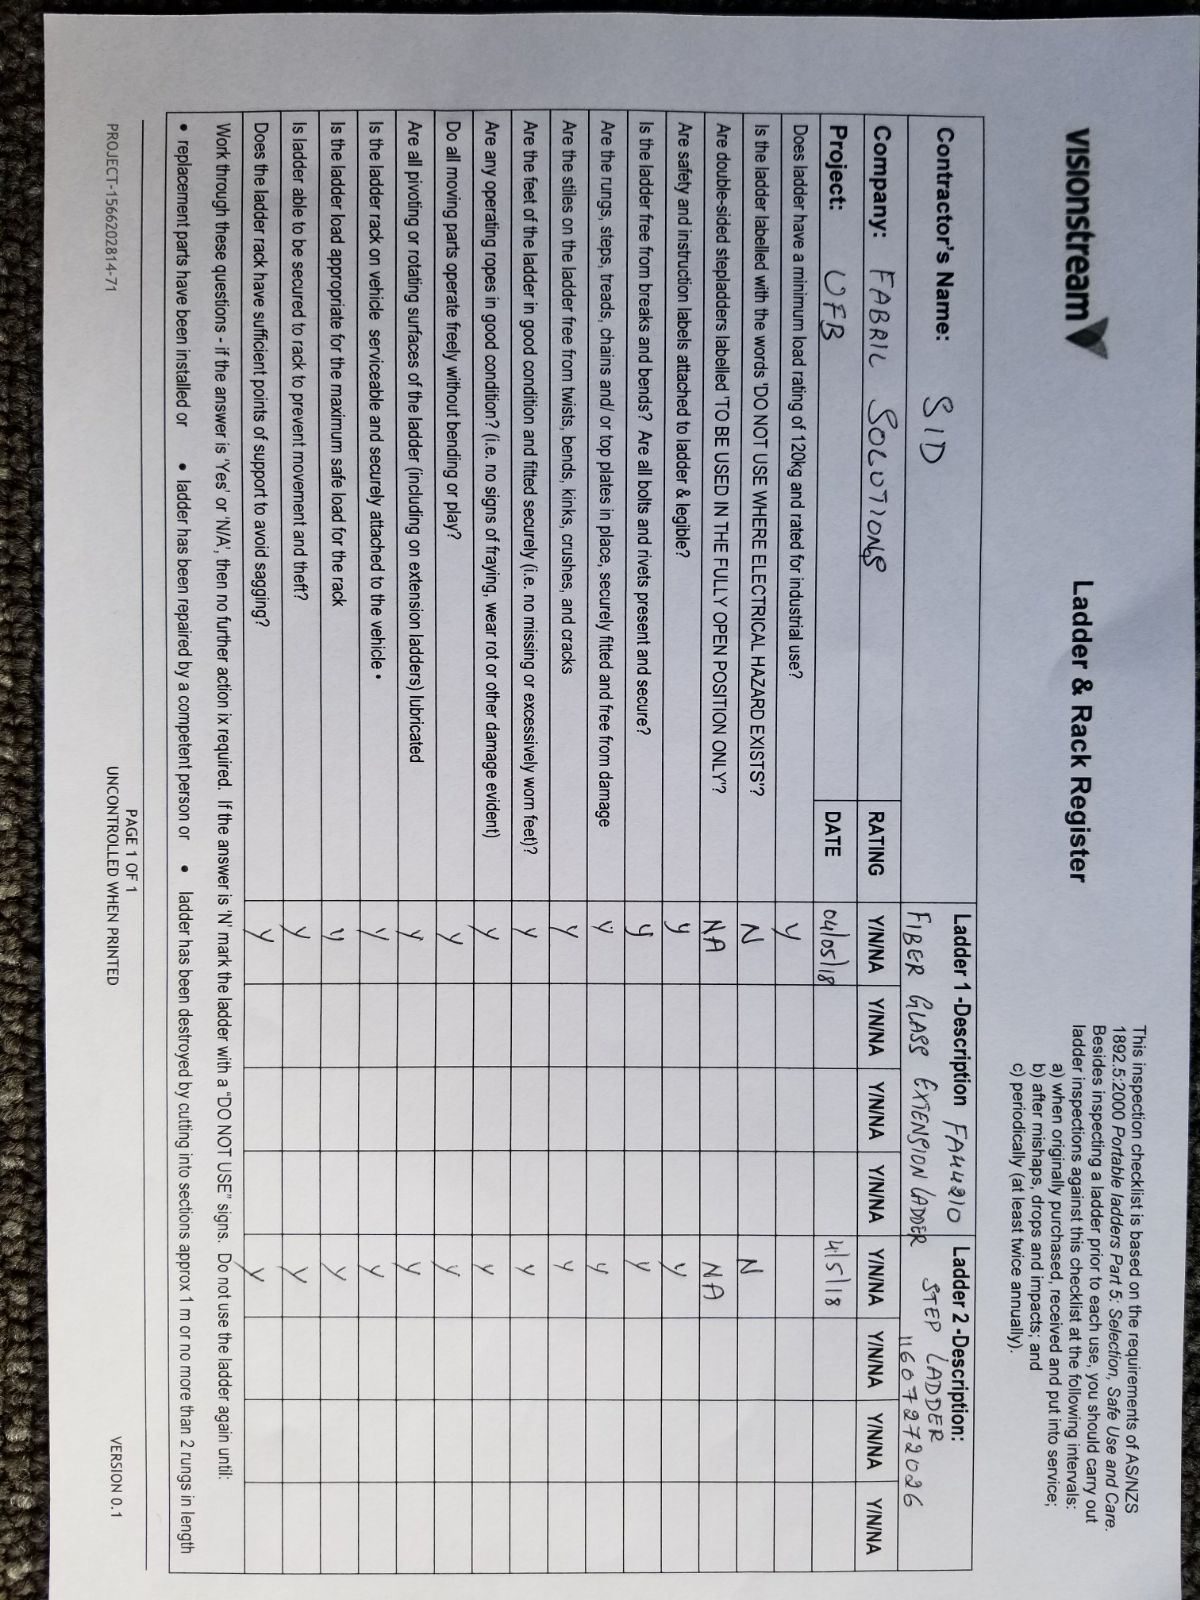 visionstream
Ladder & Rack Register
This inspection checklist is based on the requirements of AS/NZS
1892.5:2000 Portable ladders Part 5: Selection, Safe Use and Care.
Besides inspecting a ladder prior to each use, you should carry out
ladder inspections against this checklist at the following intervals:
a) when originally purchased, received and put into service;
b) after mishaps, drops and impacts; and
c) periodically (at least twice annually).
Contractor's Name: SID
Ladder 1 -Description FA44210
FIBER GLASS EXTENSION LADDER
Ladder 2 -Description:
STEP LADDER
11607272026
Company: FABRIC SOLUTIONS RATING Y/N/NA Y/N/NA Y/N/NA Y/N/NA Y/N/NA Y/N/NA Y/N/NA Y/N/NA
Project: UFB DATE 04/05/18 4/5/18
Does ladder have a minimum load rating of 120kg and rated for industrial use? Y
Is the ladder labelled with the words 'DO NOT USE WHERE ELECTRICAL HAZARD EXISTS'? N N
Are double-sided stepladders labelled 'TO BE USED IN THE FULLY OPEN POSITION ONLY'? NA NA
Are safety and instruction labels attached to ladder & legible? y y
Is the ladder free from breaks and bends? Are all bolts and rivets present and secure? y y
Are the rungs, steps, treads, chains and/ or top plates in place, securely fitted and free from damage y y
Are the stiles on the ladder free from twists, bends, kinks, crushes, and cracks y y
Are the feet of the ladder in good condition and fitted securely (i.e. no missing or excessively worn feet)? y y
Are any operating ropes in good condition? (i.e. no signs of fraying, wear rot or other damage evident) y y
Do all moving parts operate freely without bending or play? y y
Are all pivoting or rotating surfaces of the ladder (including on extension ladders) lubricated y y
Is the ladder rack on vehicle serviceable and securely attached to the vehicle • y y
Is the ladder load appropriate for the maximum safe load for the rack y y
Is ladder able to be secured to rack to prevent movement and theft? y y
Does the ladder rack have sufficient points of support to avoid sagging? y y
Work through these questions - if the answer is 'Yes' or 'N/A', then no further action ix required. If the answer is 'N' mark the ladder with a "DO NOT USE" signs. Do not use the ladder again until:
• replacement parts have been installed or • ladder has been repaired by a competent person or • ladder has been destroyed by cutting into sections approx 1 m or no more than 2 rungs in length
PROJECT-1566202814-71
PAGE 1 OF 1
UNCONTROLLED WHEN PRINTED
VERSION 0.1